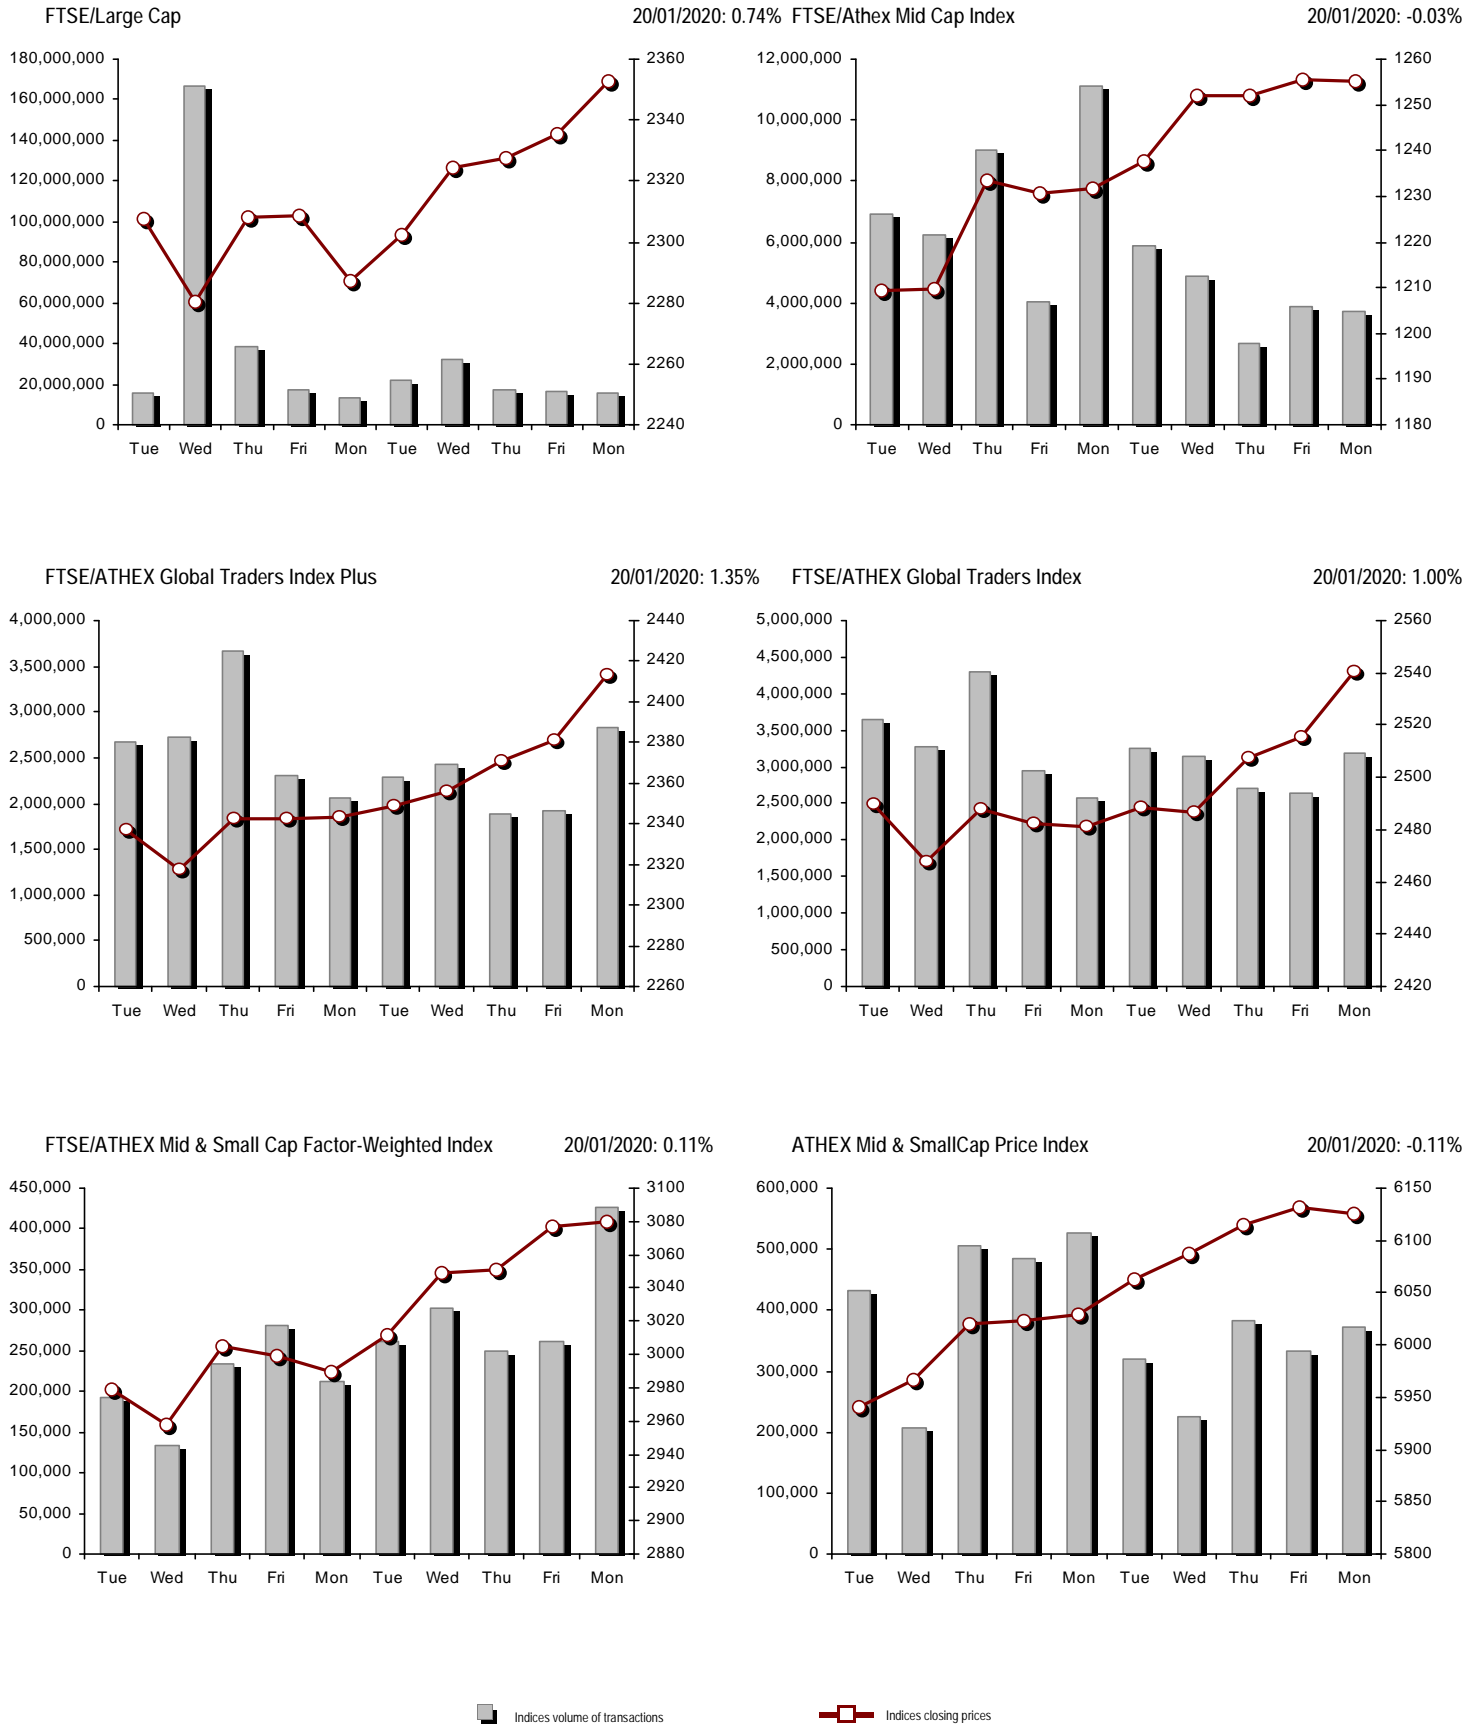 FTSE/Large Cap 20/01/2020: 0.74% FTSE/Athex Mid Cap Index 20/01/2020: -0.03%
180,000,000 2360 12,000,000 1260
160,000,000 2340 10,000,000 1250
140,000,000 2320 8,000,000 1240
120,000,000 2300 6,000,000 1230
100,000,000 2280 4,000,000 1220
80,000,000 2260 2,000,000 1210
60,000,000 2240 0 1200
40,000,000 1190
20,000,000 1180
0
Tue Wed Thu Fri Mon Tue Wed Thu Fri Mon Tue Wed Thu Fri Mon Tue Wed Thu Fri Mon
FTSE/ATHEX Global Traders Index Plus 20/01/2020: 1.35% FTSE/ATHEX Global Traders Index 20/01/2020: 1.00%
4,000,000 2440 5,000,000 2560
3,500,000 2420 4,500,000 2540
3,000,000 2400 4,000,000 2520
2,500,000 2380 3,500,000 2500
2,000,000 2360 3,000,000 2480
1,500,000 2340 2,500,000 2460
1,000,000 2320 2,000,000 2440
500,000 2300 1,500,000 2420
0 2280 1,000,000
2260 500,000
0
Tue Wed Thu Fri Mon Tue Wed Thu Fri Mon Tue Wed Thu Fri Mon Tue Wed Thu Fri Mon
FTSE/ATHEX Mid & Small Cap Factor-Weighted Index 20/01/2020: 0.11% ATHEX Mid & SmallCap Price Index 20/01/2020: -0.11%
450,000 3100 600,000 6150
400,000 3080 500,000 6100
350,000 3060 400,000 6050
300,000 3040 300,000 6000
250,000 3020 200,000 5950
200,000 3000 100,000 5900
150,000 2980 0 5850
100,000 2960 5800
50,000 2940
0 2920
2900
2880
Tue Wed Thu Fri Mon Tue Wed Thu Fri Mon Tue Wed Thu Fri Mon Tue Wed Thu Fri Mon
Indices volume of transactions Indices closing prices